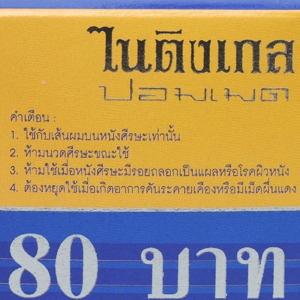 ไนติงเกล
ปอมเมด
คำเตือน :
1. ใช้กับเส้นผมบนหนังศีรษะเท่านั้น
2. ห้ามนวดศีรษะขณะใช้
3. ห้ามใช้เมื่อหนังศีรษะมีรอยถลอกเป็นแผลหรือโรคผิวหนัง
4. ต้องหยุดใช้เมื่อเกิดอาการคันระคายเคืองหรือมีเม็ดผื่นแดง
80 บาท